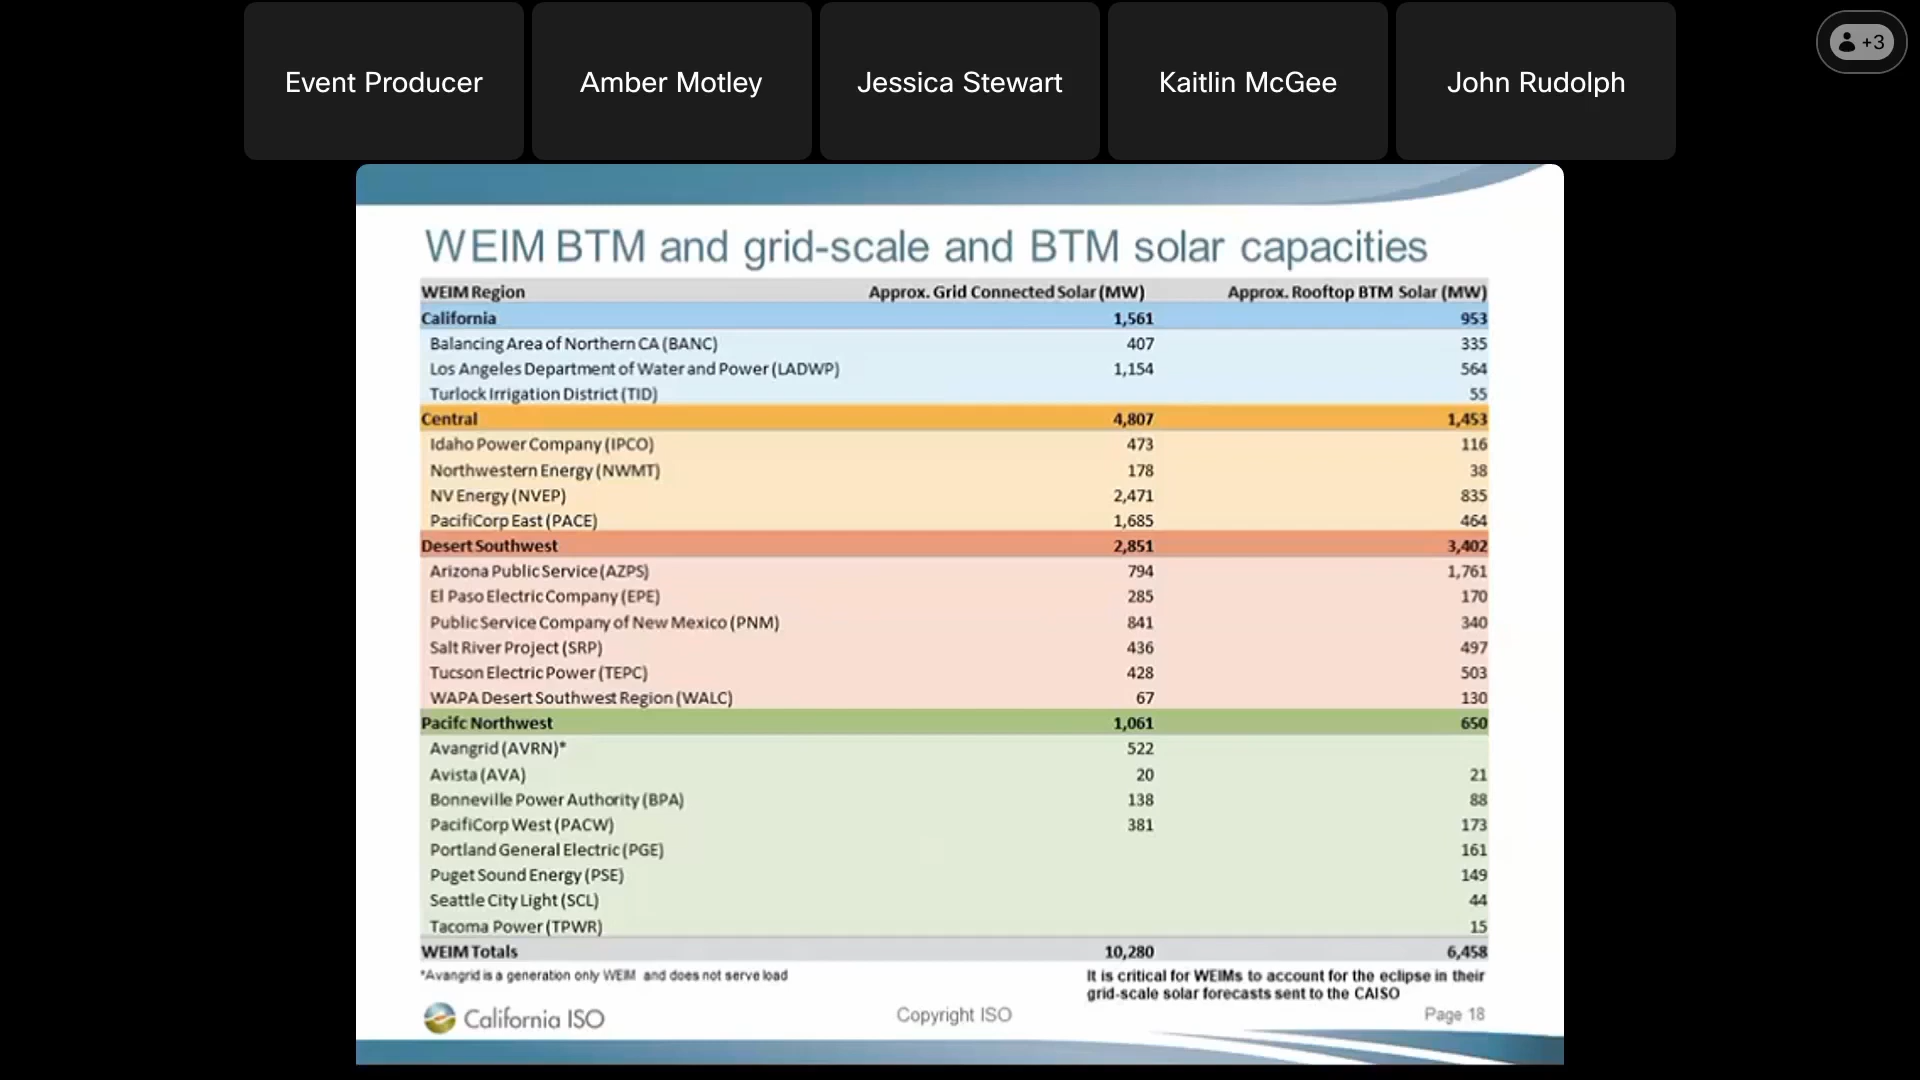 Event Producer
Amber Motley
Jessica Stewart
Kaitlin McGee
John Rudolph
+3
WEIM BTM and grid-scale and BTM solar capacities
WEIM Region Approx. Grid Connected Solar (MW) Approx. Rooftop BTM Solar (MW)
California 1,561 953
Balancing Area of Northern CA (BANC) 407 335
Los Angeles Department of Water and Power (LADWP) 1,154 564
Turlock Irrigation District (TID) 55
Central 4,807 1,453
Idaho Power Company (IPCO) 473 116
Northwestern Energy (NWMT) 178 38
NV Energy (NVEP) 2,471 835
PacifiCorp East (PACE) 1,685 464
Desert Southwest 2,851 3,402
Arizona Public Service (AZPS) 794 1,761
El Paso Electric Company (EPE) 285 170
Public Service Company of New Mexico (PNM) 841 340
Salt River Project (SRP) 436 497
Tucson Electric Power (TEPC) 428 503
WAPA Desert Southwest Region (WALC) 67 130
Pacifc Northwest 1,061 650
Avangrid (AVRN)* 522
Avista (AVA) 20 21
Bonneville Power Authority (BPA) 138 88
PacifiCorp West (PACW) 381 173
Portland General Electric (PGE) 161
Puget Sound Energy (PSE) 149
Seattle City Light (SCL) 44
Tacoma Power (TPWR) 15
WEIM Totals 10,280 6,458
*Avangrid is a generation only WEIM and does not serve load
It is critical for WEIMs to account for the eclipse in their
grid-scale solar forecasts sent to the CAISO
California ISO
Copyright ISO
Page 18